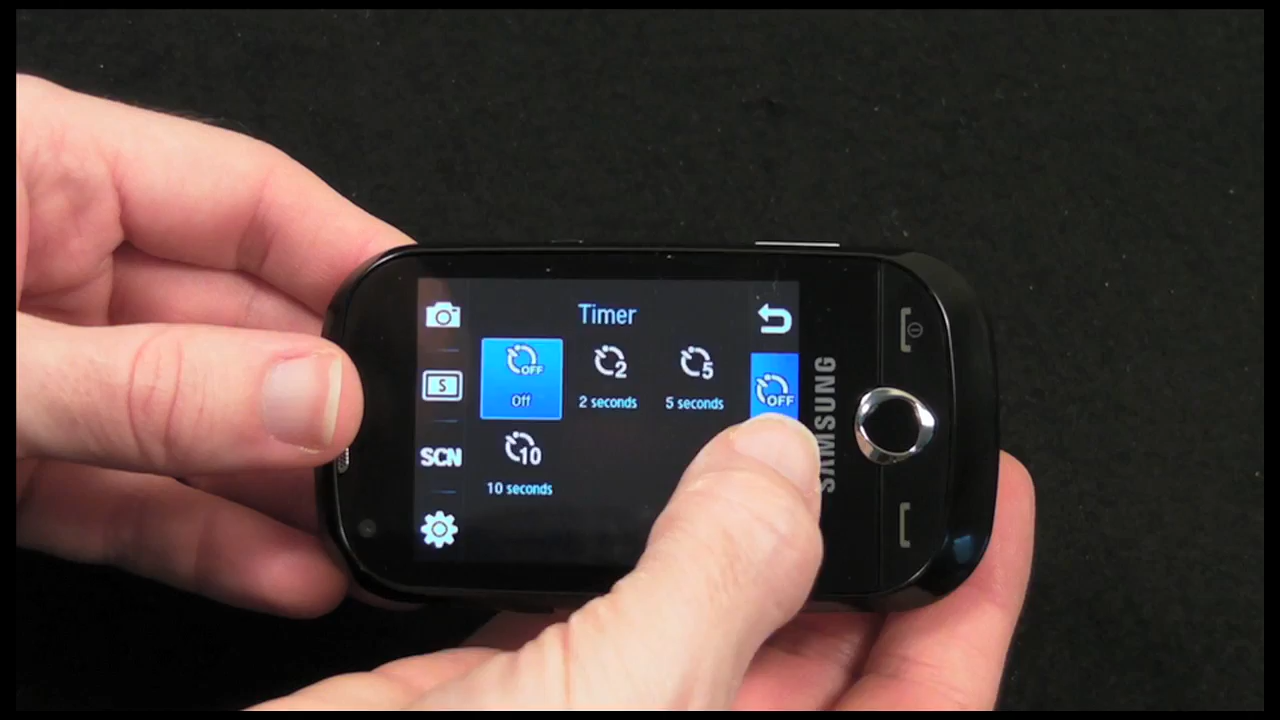 Timer
OFF
Off
2
2 seconds
5
5 seconds
OFF
S
SCN
10
10 seconds
SAMSUNG